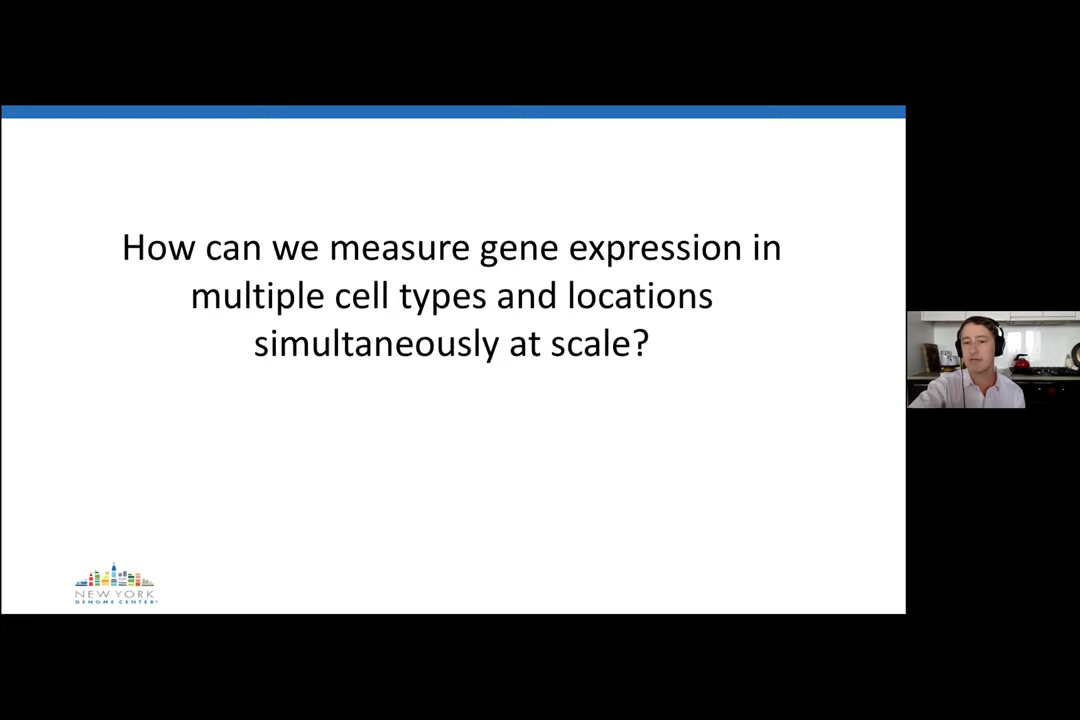 How can we measure gene expression in
multiple cell types and locations
simultaneously at scale?
NEW YORK
GENOME CENTER